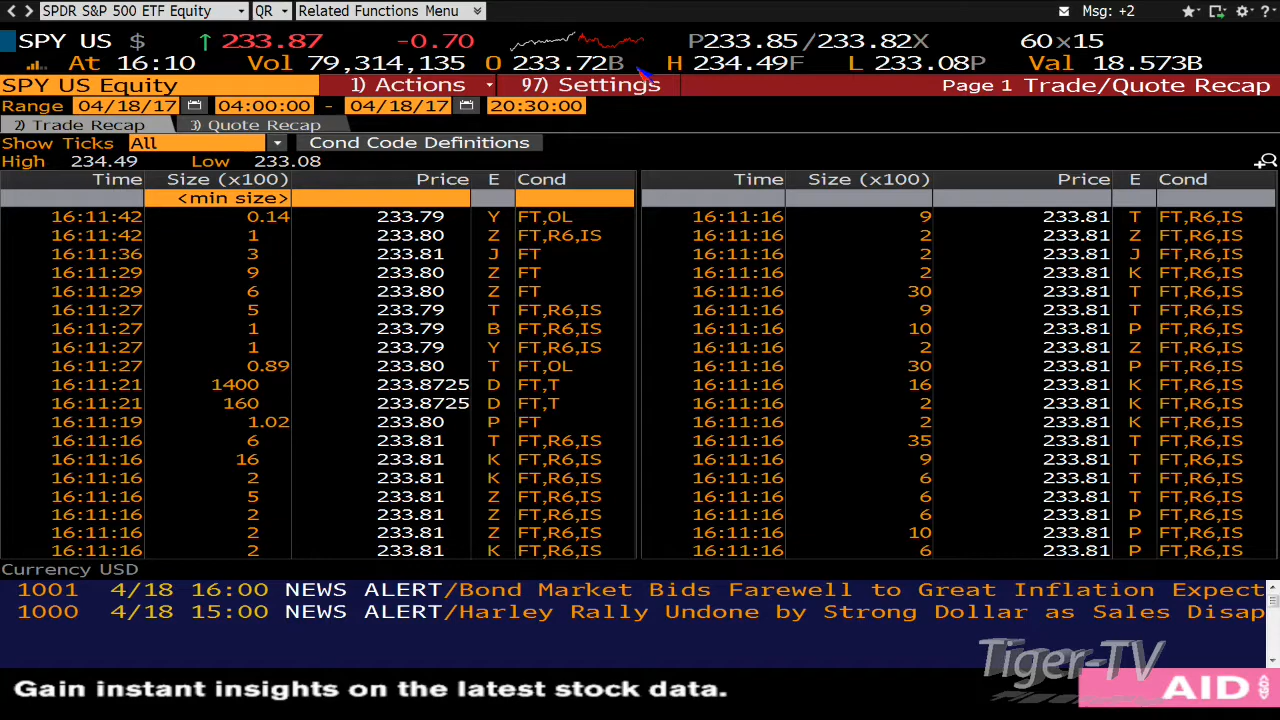 SPDR S&P 500 ETF Equity QR Related Functions Menu Msg: +2
SPY US $ ↑ 233.87 -0.70 P233.85/233.82X 60x15
At 16:10 Vol 79,314,135 O 233.72B H 234.49F L 233.08P Val 18.573B
SPY US Equity 1) Actions 97) Settings Page 1 Trade/Quote Recap
Range 04/18/17 04:00:00 - 04/18/17 20:30:00
2) Trade Recap 3) Quote Recap
Show Ticks All Cond Code Definitions
High 234.49 Low 233.08
Time Size (x100) Price E Cond Time Size (x100) Price E Cond
<min size>
16:11:42 0.14 233.79 Y FT,OL 16:11:16 9 233.81 T FT,R6,IS
16:11:42 1 233.80 Z FT,R6,IS 16:11:16 2 233.81 Z FT,R6,IS
16:11:36 3 233.81 J FT 16:11:16 2 233.81 J FT,R6,IS
16:11:29 9 233.80 Z FT 16:11:16 2 233.81 K FT,R6,IS
16:11:29 6 233.80 Z FT 16:11:16 30 233.81 T FT,R6,IS
16:11:27 5 233.79 T FT,R6,IS 16:11:16 9 233.81 T FT,R6,IS
16:11:27 1 233.79 B FT,R6,IS 16:11:16 10 233.81 P FT,R6,IS
16:11:27 1 233.79 Y FT,R6,IS 16:11:16 2 233.81 Z FT,R6,IS
16:11:27 0.89 233.80 T FT,OL 16:11:16 30 233.81 P FT,R6,IS
16:11:21 1400 233.8725 D FT,T 16:11:16 16 233.81 K FT,R6,IS
16:11:21 160 233.8725 D FT,T 16:11:16 2 233.81 K FT,R6,IS
16:11:19 1.02 233.80 P FT 16:11:16 2 233.81 K FT,R6,IS
16:11:16 6 233.81 T FT,R6,IS 16:11:16 35 233.81 T FT,R6,IS
16:11:16 16 233.81 K FT,R6,IS 16:11:16 9 233.81 T FT,R6,IS
16:11:16 2 233.81 K FT,R6,IS 16:11:16 6 233.81 T FT,R6,IS
16:11:16 5 233.81 Z FT,R6,IS 16:11:16 6 233.81 T FT,R6,IS
16:11:16 2 233.81 Z FT,R6,IS 16:11:16 6 233.81 P FT,R6,IS
16:11:16 2 233.81 Z FT,R6,IS 16:11:16 10 233.81 P FT,R6,IS
16:11:16 2 233.81 K FT,R6,IS 16:11:16 6 233.81 P FT,R6,IS
Currency USD
1001 4/18 16:00 NEWS ALERT/Bond Market Bids Farewell to Great Inflation Expect
1000 4/18 15:00 NEWS ALERT/Harley Rally Undone by Strong Dollar as Sales Disap
Tiger-TV
Gain instant insights on the latest stock data. AID